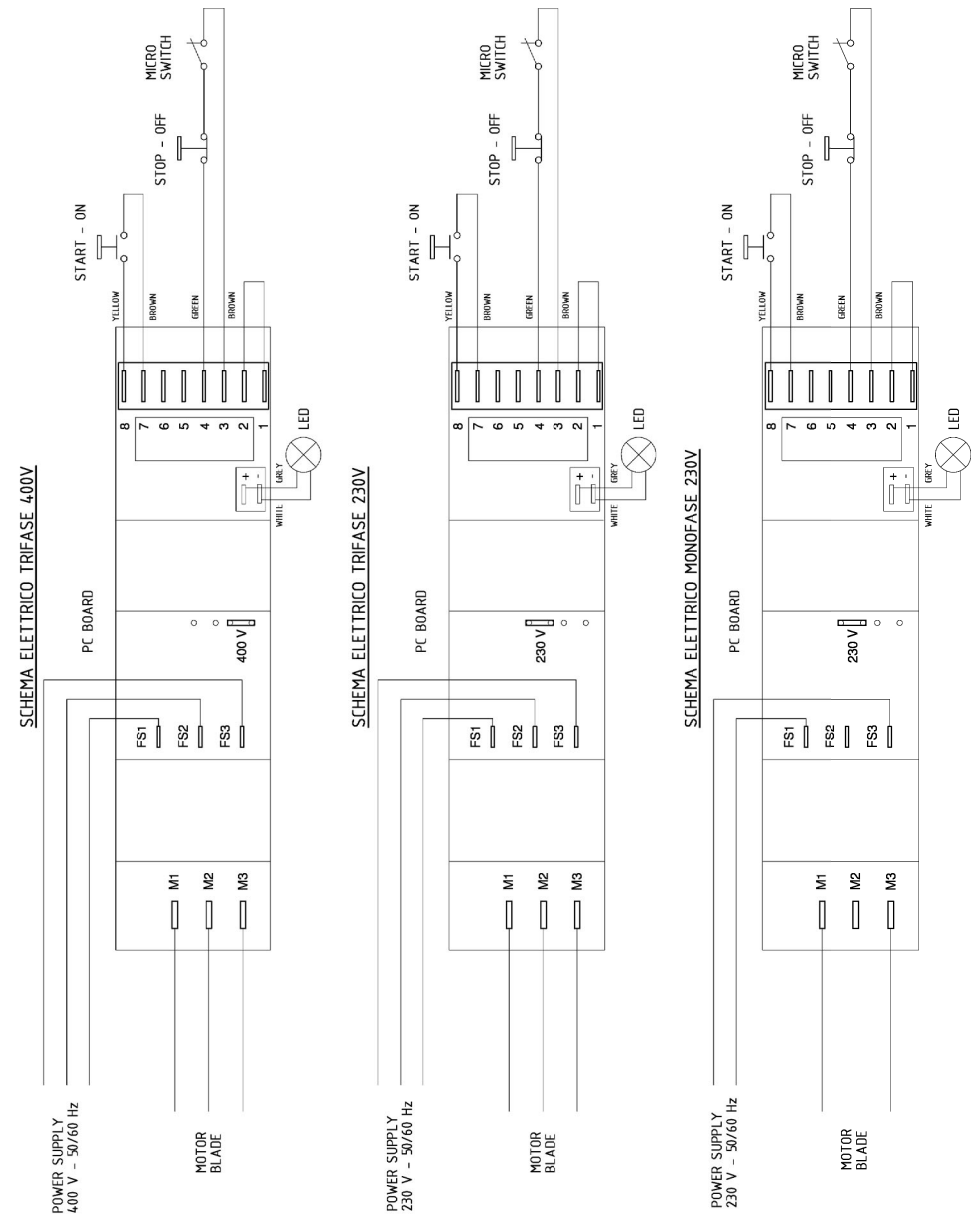 SCHEMA ELETTRICO TRIFASE 400V
PC BOARD
POWER SUPPLY
400 V - 50/60 Hz
MOTOR
BLADE
M1
M2
M3
FS1
FS2
FS3
400 V
WHITE
GREY
+
-
LED
8
7
6
5
4
3
2
1
YELLOW
BROWN
GREEN
BROWN
START - ON
STOP - OFF
MICRO
SWITCH
SCHEMA ELETTRICO TRIFASE 230V
PC BOARD
POWER SUPPLY
230 V - 50/60 Hz
MOTOR
BLADE
M1
M2
M3
FS1
FS2
FS3
230 V
WHITE
GREY
+
-
LED
8
7
6
5
4
3
2
1
YELLOW
BROWN
GREEN
BROWN
START - ON
STOP - OFF
MICRO
SWITCH
SCHEMA ELETTRICO MONOFASE 230V
PC BOARD
POWER SUPPLY
230 V - 50/60 Hz
MOTOR
BLADE
M1
M2
M3
FS1
FS2
FS3
230 V
WHITE
GREY
+
-
LED
8
7
6
5
4
3
2
1
YELLOW
BROWN
GREEN
BROWN
START - ON
STOP - OFF
MICRO
SWITCH